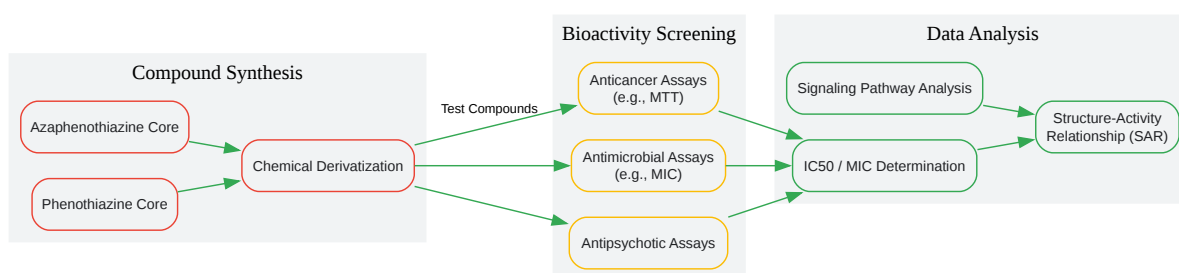 Compound Synthesis
Azaphenothiazine Core
Phenothiazine Core
Chemical Derivatization
Test Compounds
Bioactivity Screening
Anticancer Assays
(e.g., MTT)
Antimicrobial Assays
(e.g., MIC)
Antipsychotic Assays
Data Analysis
Signaling Pathway Analysis
IC50 / MIC Determination
Structure-Activity
Relationship (SAR)